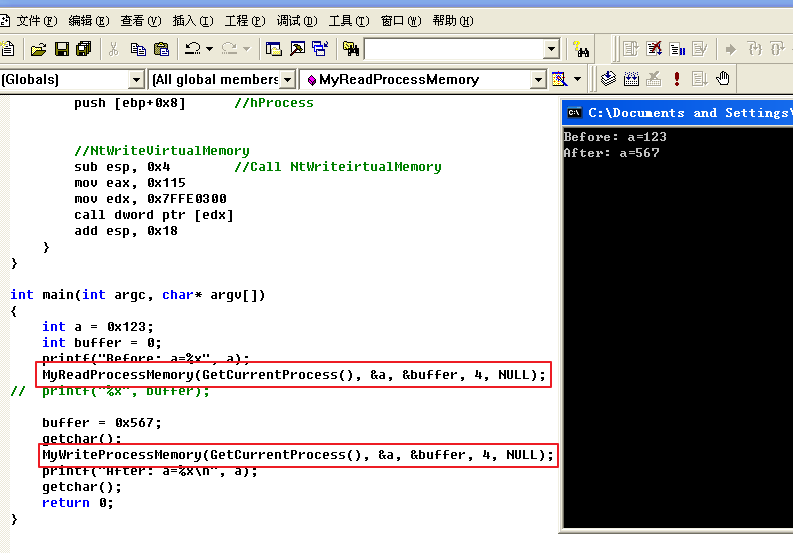 文件(F) 编辑(E) 查看(V) 插入(I) 工程(P) 调试(D) 工具(T) 窗口(W) 帮助(H)
(Globals) [All global members MyReadProcessMemory
push [ebp+0x8] //hProcess
//NtWriteVirtualMemory
sub esp, 0x4 //Call NtWriteirtualMemory
mov eax, 0x115
mov edx, 0x7FFE0300
call dword ptr [edx]
add esp, 0x18
}
}
int main(int argc, char* argv[])
{
int a = 0x123;
int buffer = 0;
printf("Before: a=%x", a);
MyReadProcessMemory(GetCurrentProcess(), &a, &buffer, 4, NULL);
// printf("%x", buffer);
buffer = 0x567;
getchar();
MyWriteProcessMemory(GetCurrentProcess(), &a, &buffer, 4, NULL);
printf("After: a=%x\n", a);
getchar();
return 0;
}
C:\Documents and Settings\
Before: a=123
After: a=567